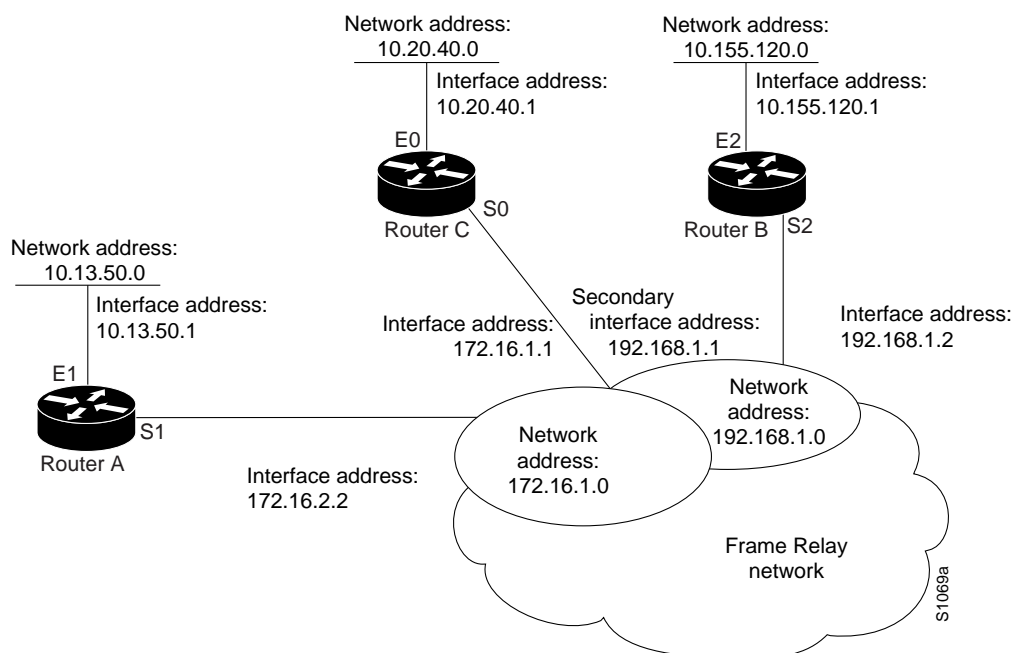 Network address:
10.20.40.0
Interface address:
10.20.40.1
E0
Router C
S0
Network address:
10.155.120.0
Interface address:
10.155.120.1
E2
Router B
S2
Network address:
10.13.50.0
Interface address:
10.13.50.1
E1
Router A
S1
Interface address:
172.16.1.1
Secondary
interface address:
192.168.1.1
Interface address:
192.168.1.2
Interface address:
172.16.2.2
Network
address:
172.16.1.0
Network
address:
192.168.1.0
Frame Relay
network
S1069a